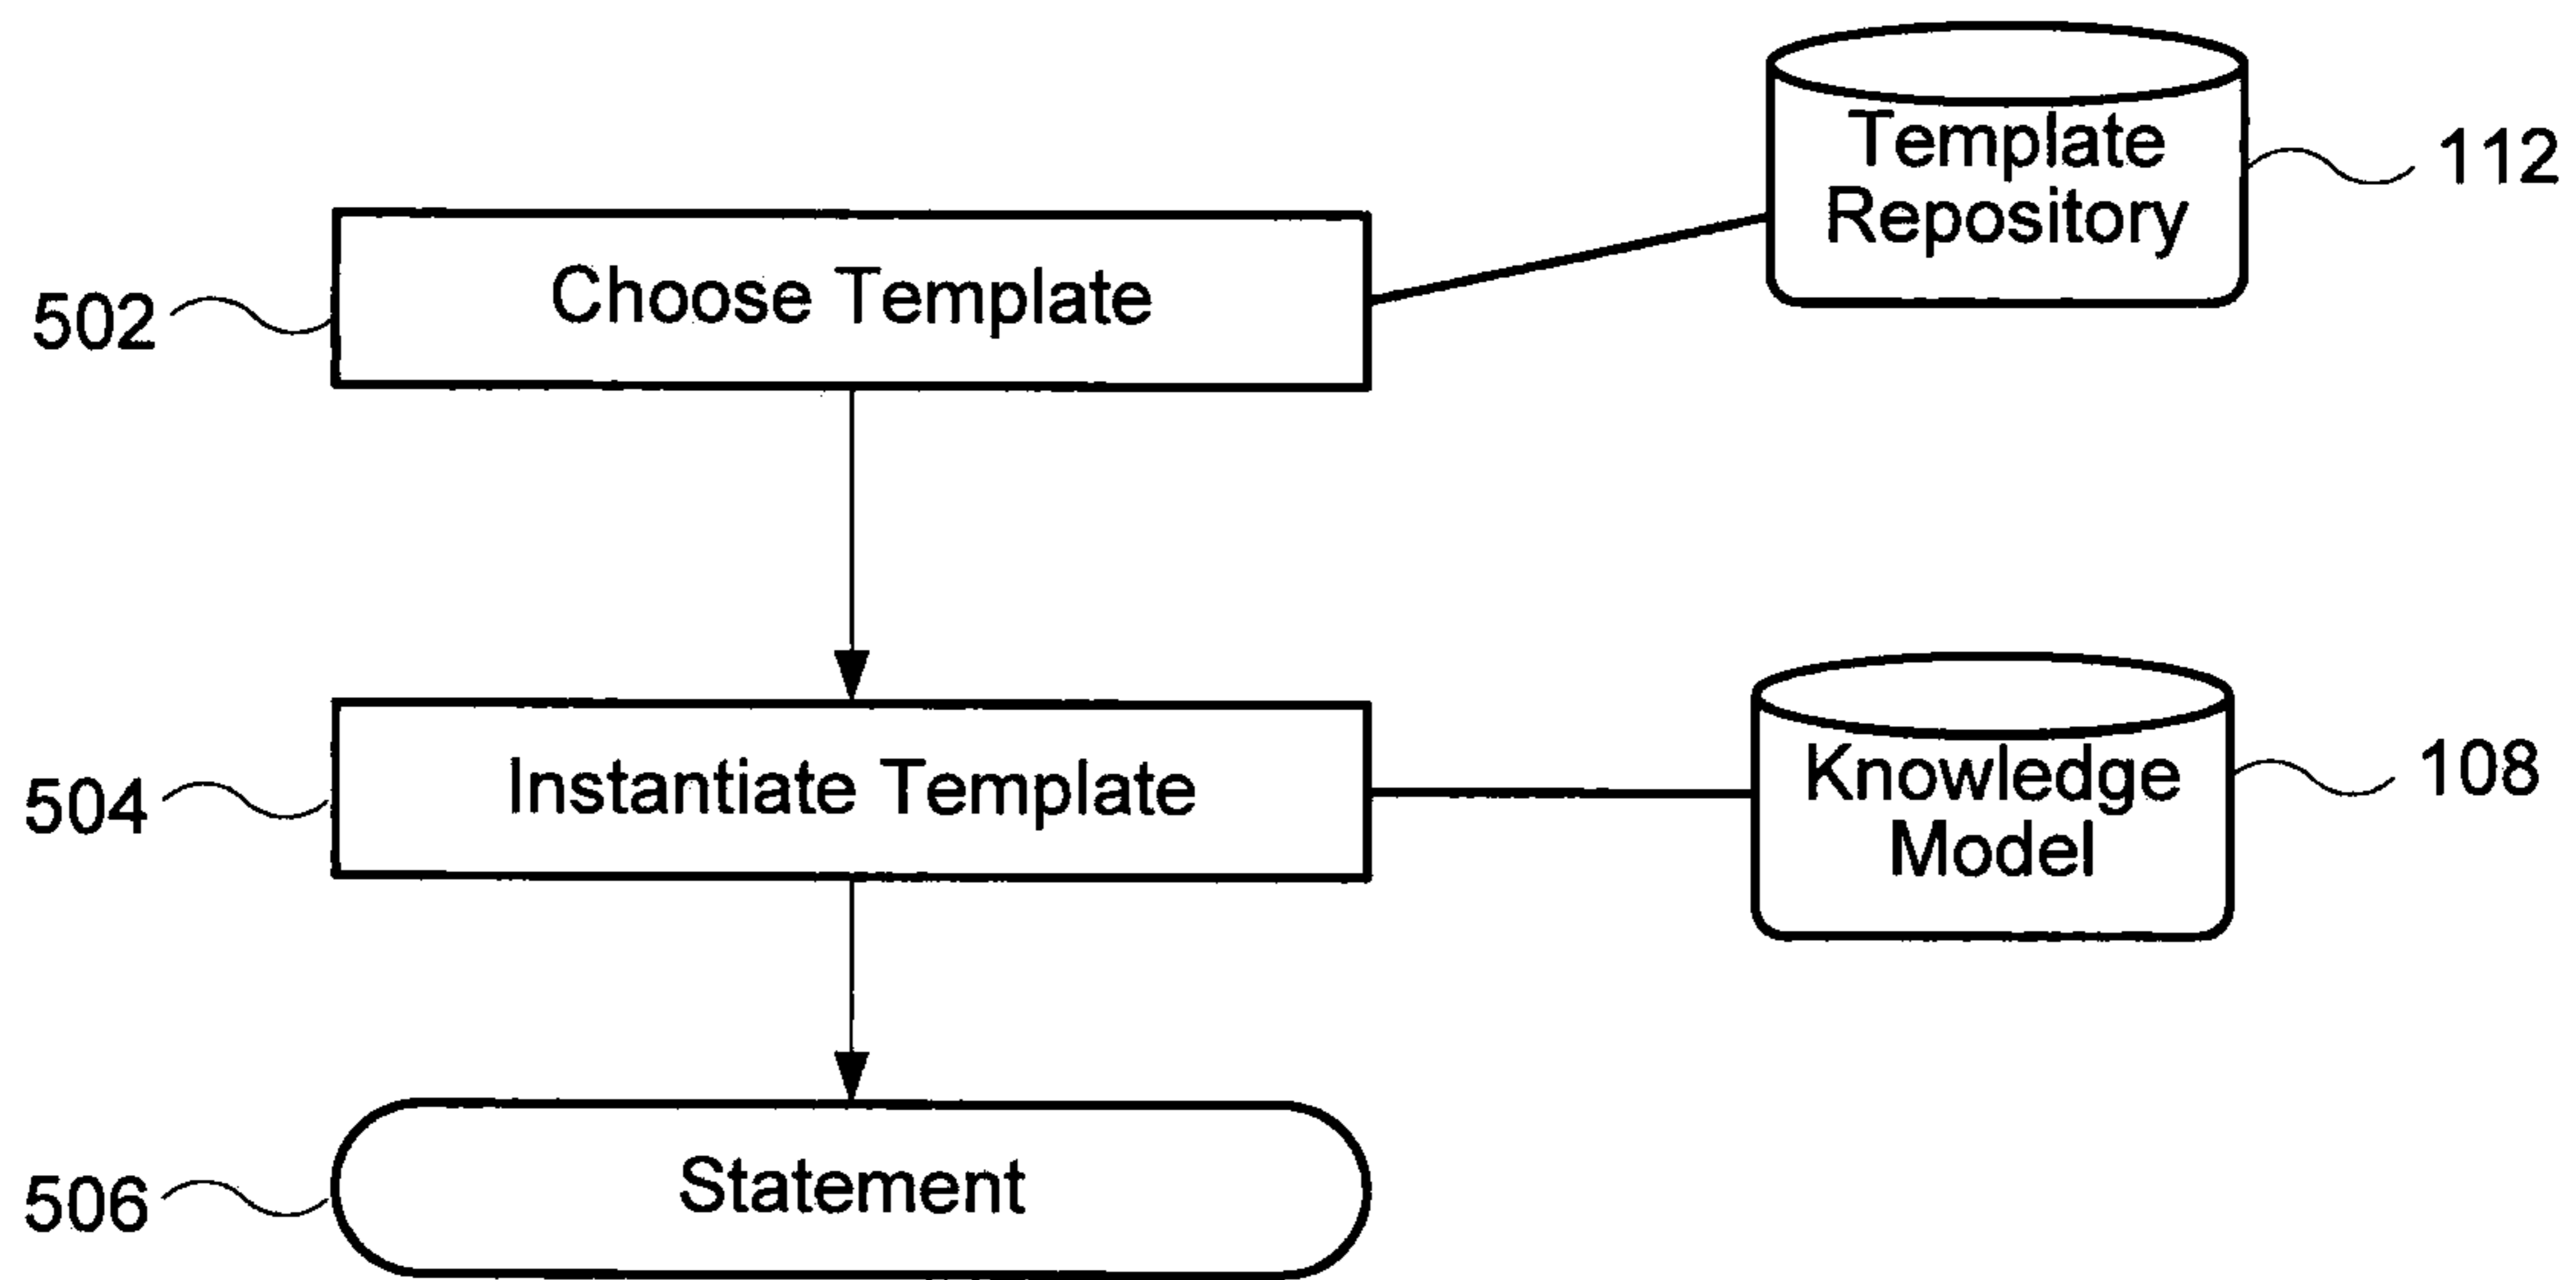 Template
Repository
112
Choose Template
502
Instantiate Template
504
Knowledge
Model
108
Statement
506